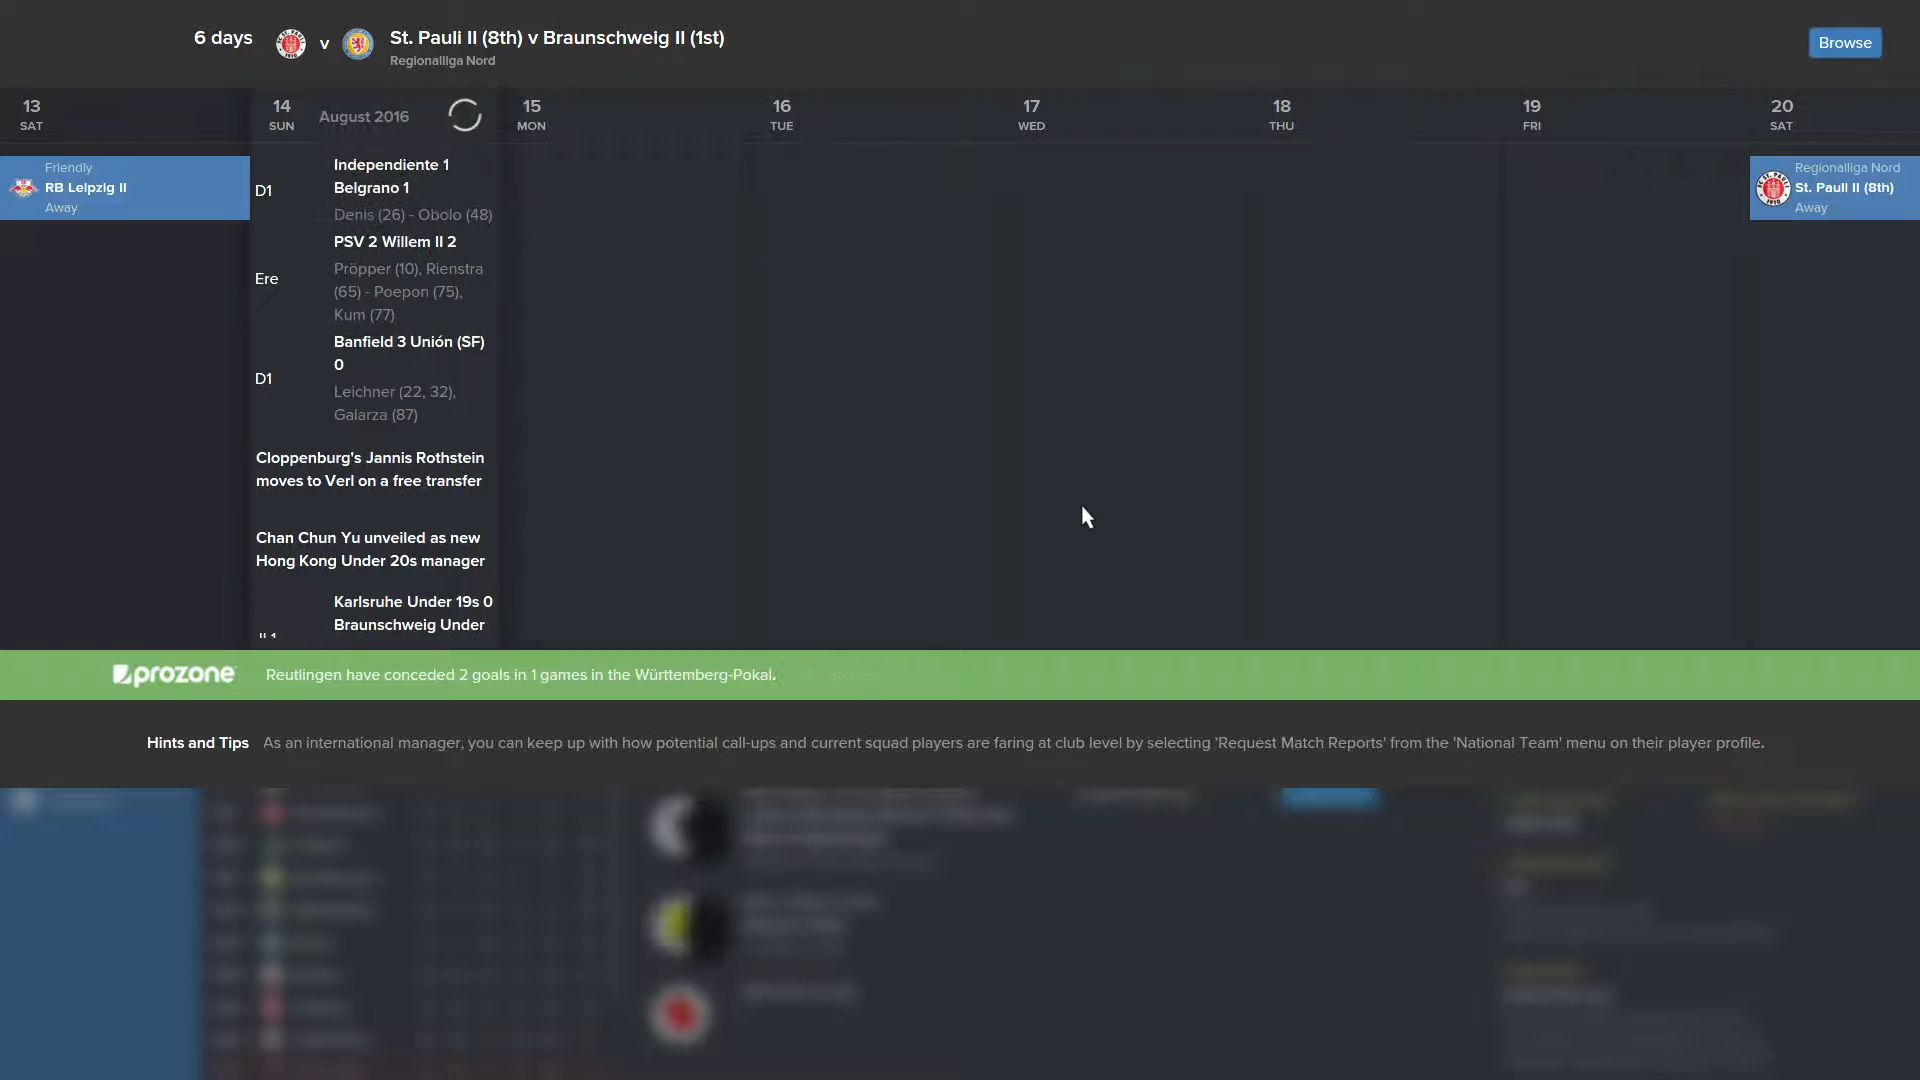 6 days
v
St. Pauli II (8th) v Braunschweig II (1st)
Regionalliga Nord
Browse
13
SAT
14
SUN
August 2016
15
MON
16
TUE
17
WED
18
THU
19
FRI
20
SAT
Friendly
RB Leipzig II
Away
D1
Independiente 1
Belgrano 1
Denis (26) - Obolo (48)
Ere
PSV 2 Willem II 2
Pröpper (10), Rienstra
(65) - Poepon (75),
Kum (77)
D1
Banfield 3 Unión (SF)
0
Leichner (22, 32),
Galarza (87)
Cloppenburg's Jannis Rothstein
moves to Verl on a free transfer
Chan Chun Yu unveiled as new
Hong Kong Under 20s manager
Karlsruhe Under 19s 0
Braunschweig Under
Regionalliga Nord
St. Pauli II (8th)
Away
prozone
Reutlingen have conceded 2 goals in 1 games in the Württemberg-Pokal.
Hints and Tips As an international manager, you can keep up with how potential call-ups and current squad players are faring at club level by selecting 'Request Match Reports' from the 'National Team' menu on their player profile.